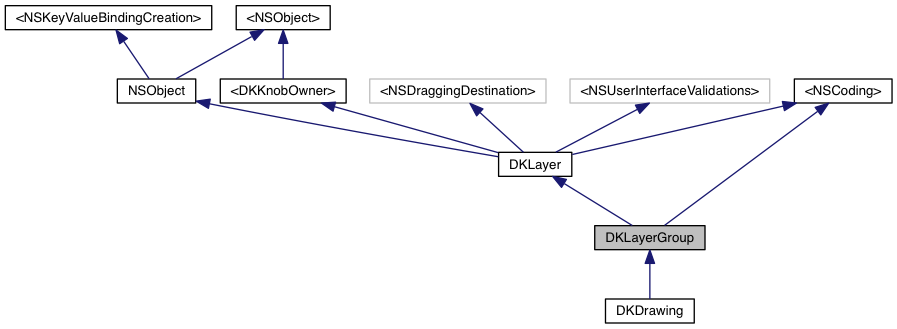 <NSKeyValueBindingCreation>
<NSObject>
NSObject
<DKKnobOwner>
<NSDraggingDestination>
<NSUserInterfaceValidations>
<NSCoding>
DKLayer
DKLayerGroup
DKDrawing